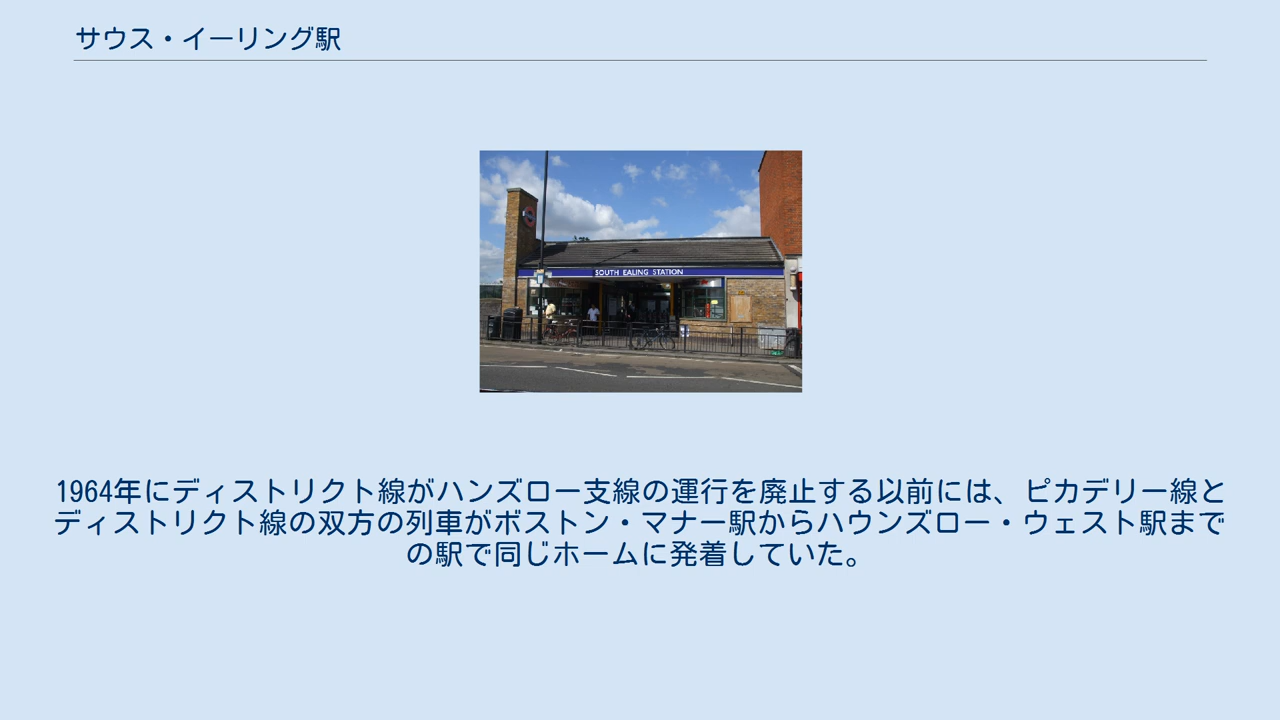 サウス・イーリング駅
SOUTH EALING STATION
1964年にディストリクト線がハンズロー支線の運行を廃止する以前には、ピカデリー線と
ディストリクト線の双方の列車がボストン・マナー駅からハウンズロー・ウェスト駅まで
の駅で同じホームに発着していた。